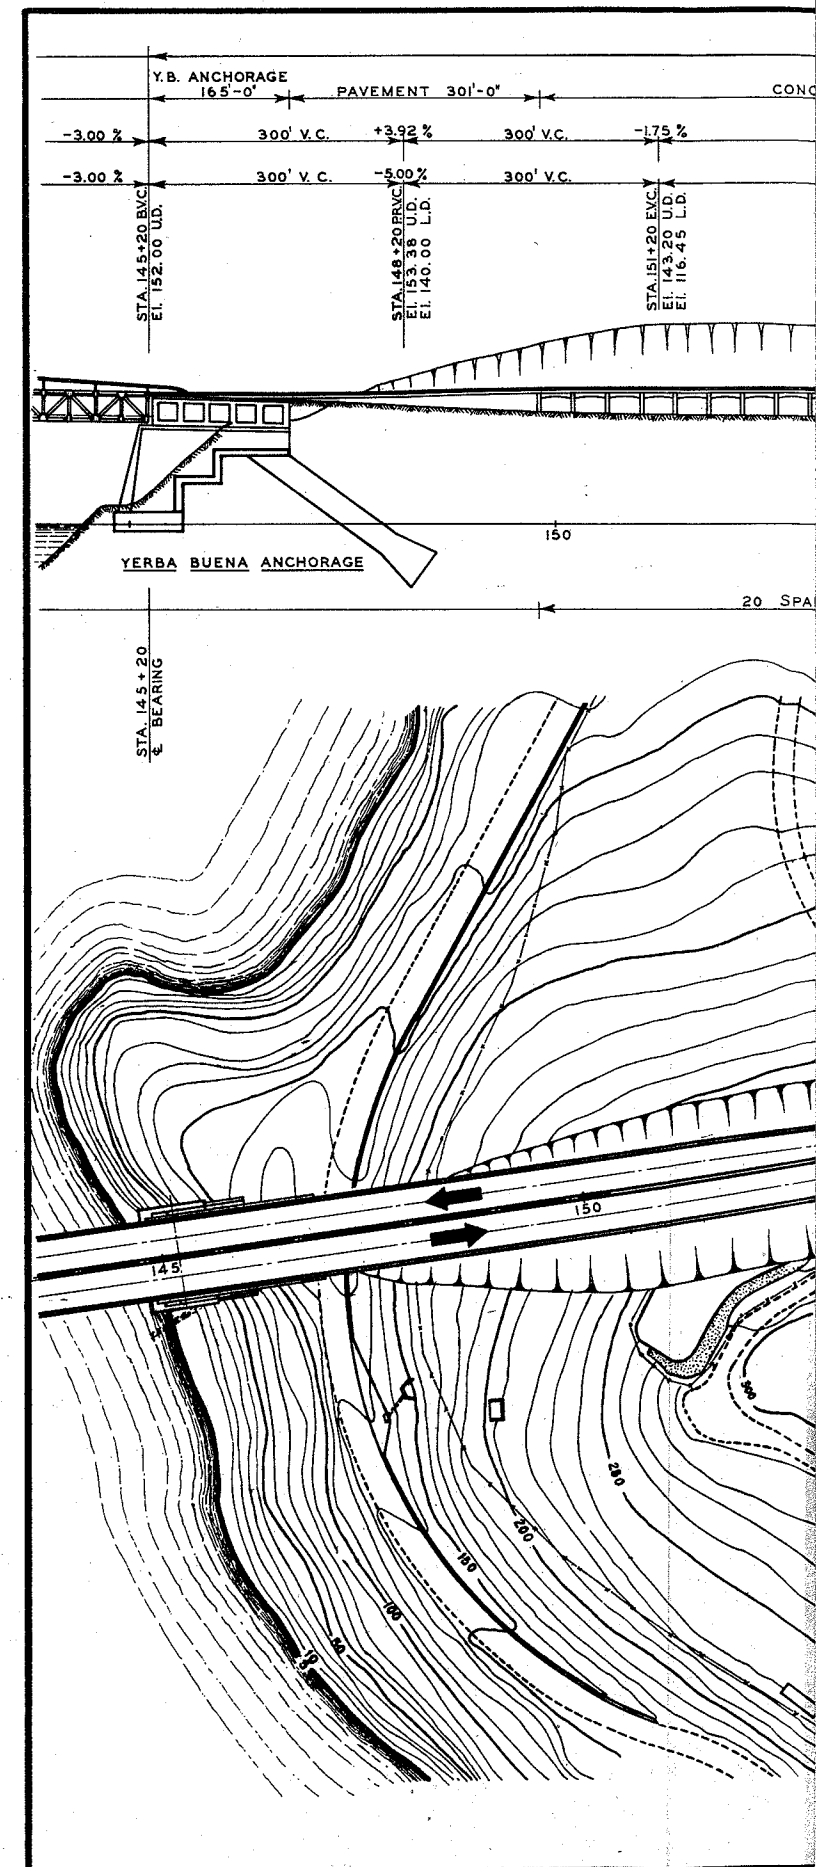 Y.B. ANCHORAGE
165'-0" PAVEMENT 301'-0" CONC
-3.00 % 300' V.C. +3.92 % 300' V.C. -1.75 %
-3.00 % 300' V.C. -5.00% 300' V.C.
STA. 145+20 B.V.C.
El. 152.00 U.D.
STA. 148+20 P.R.V.C.
El. 153.38 U.D.
El. 140.00 L.D.
STA. 151+20 E.V.C.
El. 143.20 U.D.
El. 116.45 L.D.
150
YERBA BUENA ANCHORAGE
20 SPA
STA. 145+20
℄ BEARING
150
145
300
250
200
150
100
50
10